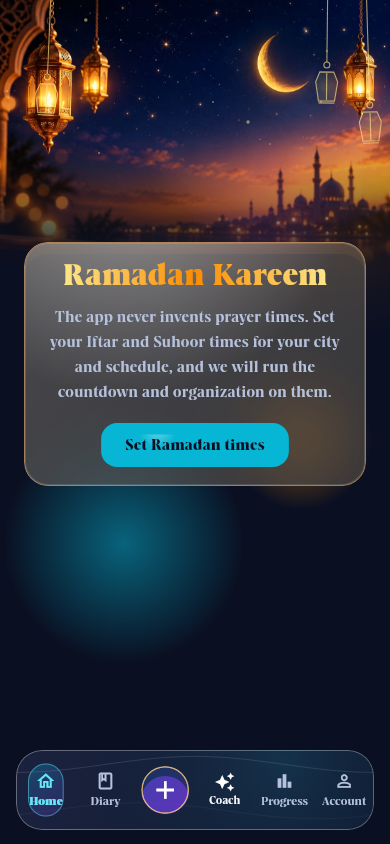 Ramadan Kareem
The app never invents prayer times. Set
your Iftar and Suhoor times for your city
and schedule, and we will run the
countdown and organization on them.
Set Ramadan times
Home
Diary
Coach
Progress
Account